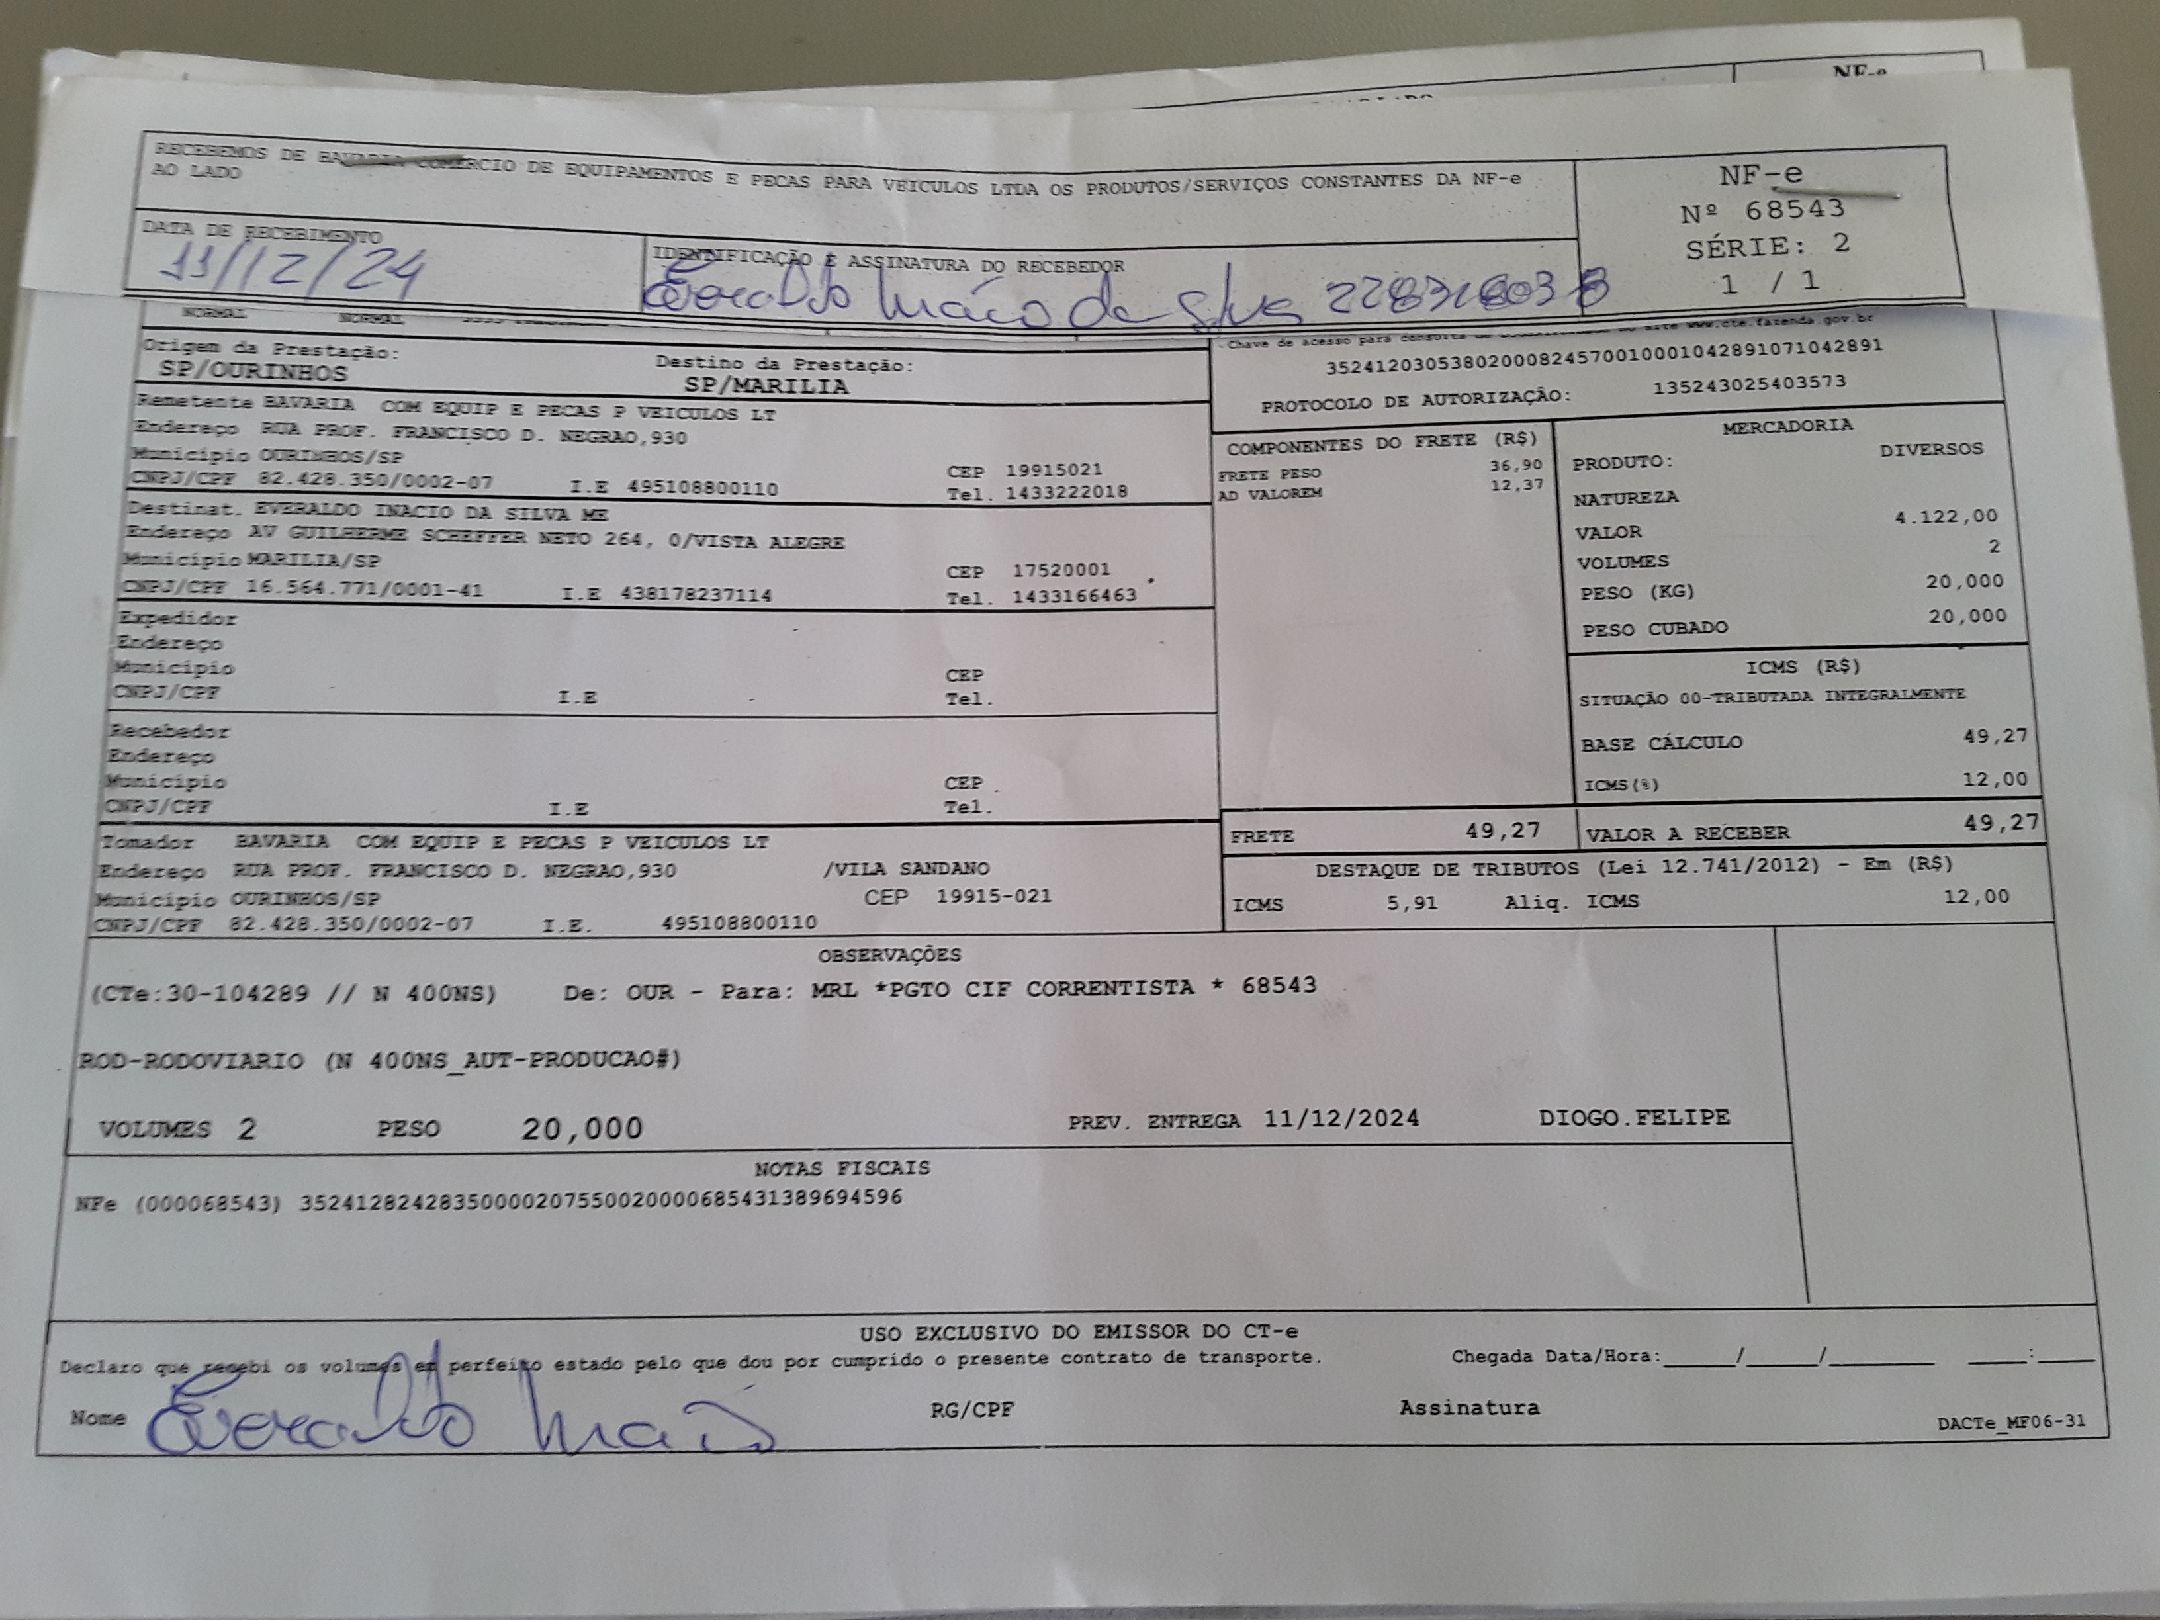 NF-e
RECEBEMOS DE BAVARIA COMERCIO DE EQUIPAMENTOS E PECAS PARA VEICULOS LTDA OS PRODUTOS/SERVIÇOS CONSTANTES DA NF-e
AO LADO
NF-e
Nº 68543
SÉRIE: 2
1 / 1
DATA DE RECEBIMENTO
11/12/24
IDENTIFICAÇÃO E ASSINATURA DO RECEBEDOR
Everaldo Inácio da Silva
NORMAL NORMAL
Chave de acesso para consulta de site www.cte.fazenda.gov.br
35241203053802000824570010001042891071042891
PROTOCOLO DE AUTORIZAÇÃO: 135243025403573
Origem da Prestação: Destino da Prestação:
SP/OURINHOS SP/MARILIA
Remetente BAVARIA COM EQUIP E PECAS P VEICULOS LT
Endereço RUA PROF. FRANCISCO D. NEGRAO,930
Município OURINHOS/SP CEP 19915021
CNPJ/CPF 82.428.350/0002-07 I.E 495108800110 Tel. 1433222018
Destinat. EVERALDO INACIO DA SILVA ME
Endereço AV GUILHERME SCHEFFER NETO 264, 0/VISTA ALEGRE
Município MARILIA/SP CEP 17520001
CNPJ/CPF 16.564.771/0001-41 I.E 438178237114 Tel. 1433166463
Expedidor
Endereço
Município CEP
CNPJ/CPF I.E Tel.
Recebedor
Endereço
Município CEP
CNPJ/CPF I.E Tel.
Tomador BAVARIA COM EQUIP E PECAS P VEICULOS LT
Endereço RUA PROF. FRANCISCO D. NEGRAO,930 /VILA SANDANO
Município OURINHOS/SP CEP 19915-021
CNPJ/CPF 82.428.350/0002-07 I.E. 495108800110
COMPONENTES DO FRETE (R$)
FRETE PESO 36,90
AD VALOREM 12,37
MERCADORIA
PRODUTO: DIVERSOS
NATUREZA
VALOR 4.122,00
VOLUMES 2
PESO (KG) 20,000
PESO CUBADO 20,000
ICMS (R$)
SITUAÇÃO 00-TRIBUTADA INTEGRALMENTE
BASE CÁLCULO 49,27
ICMS(%) 12,00
FRETE 49,27 VALOR A RECEBER 49,27
DESTAQUE DE TRIBUTOS (Lei 12.741/2012) - Em (R$)
ICMS 5,91 Aliq. ICMS 12,00
OBSERVAÇÕES
(CTe:30-104289 // N 400NS) De: OUR - Para: MRL *PGTO CIF CORRENTISTA * 68543
ROD-RODOVIARIO (N 400NS_AUT-PRODUCAO#)
VOLUMES 2 PESO 20,000 PREV. ENTREGA 11/12/2024 DIOGO.FELIPE
NOTAS FISCAIS
NFe (000068543) 35241282428350000207550020000685431389694596
USO EXCLUSIVO DO EMISSOR DO CT-e
Declaro que recebi os volumes em perfeito estado pelo que dou por cumprido o presente contrato de transporte. Chegada Data/Hora:_____/_____/_______ ____:____
Nome Everaldo Inácio RG/CPF Assinatura
DACTe_MF06-31